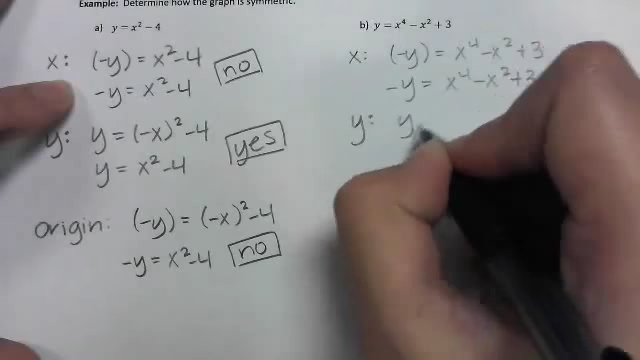 Example: Determine how the graph is symmetric.
a) y = x² − 4
x: (-y) = x² - 4
-y = x² - 4
no
y: y = (-x)² - 4
y = x² - 4
yes
Origin: (-y) = (-x)² - 4
-y = x² - 4
no
b) y = x⁴ − x² + 3
x: (-y) = x⁴ - x² + 3
-y = x⁴ - x² +
y: y